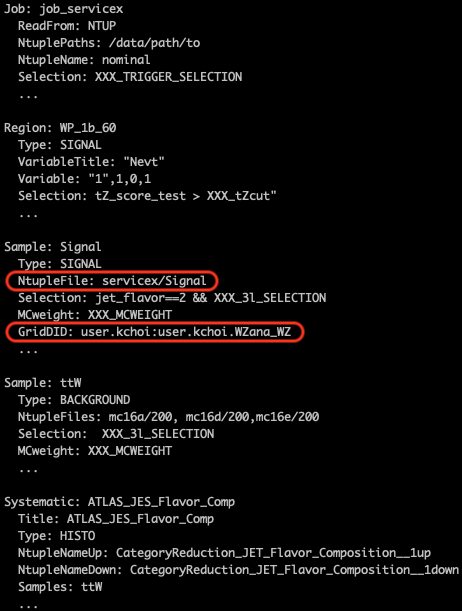 Job: job_servicex
ReadFrom: NTUP
NtuplePaths: /data/path/to
NtupleName: nominal
Selection: XXX_TRIGGER_SELECTION
...
Region: WP_1b_60
Type: SIGNAL
VariableTitle: "Nevt"
Variable: "1",1,0,1
Selection: tZ_score_test > XXX_tZcut"
...
Sample: Signal
Type: SIGNAL
NtupleFile: servicex/Signal
Selection: jet_flavor==2 && XXX_3l_SELECTION
MCweight: XXX_MCWEIGHT
GridDID: user.kchoi:user.kchoi.WZana_WZ
...
Sample: ttW
Type: BACKGROUND
NtupleFiles: mc16a/200, mc16d/200,mc16e/200
Selection: XXX_3l_SELECTION
MCweight: XXX_MCWEIGHT
...
Systematic: ATLAS_JES_Flavor_Comp
Title: ATLAS_JES_Flavor_Comp
Type: HISTO
NtupleNameUp: CategoryReduction_JET_Flavor_Composition__1up
NtupleNameDown: CategoryReduction_JET_Flavor_Composition__1down
Samples: ttW
...